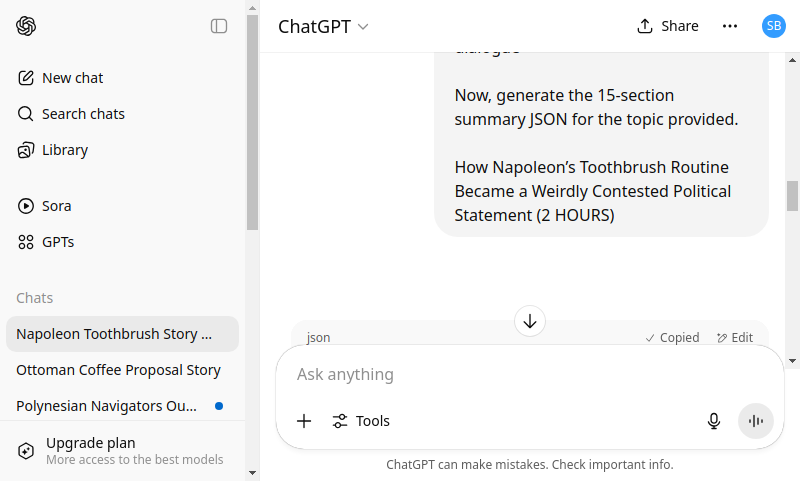 New chat
Search chats
Library
Sora
GPTs
Chats
Napoleon Toothbrush Story ...
Ottoman Coffee Proposal Story
Polynesian Navigators Ou...
Upgrade plan
More access to the best models
ChatGPT
Share
SB
Now, generate the 15-section
summary JSON for the topic provided.
How Napoleon’s Toothbrush Routine
Became a Weirdly Contested Political
Statement (2 HOURS)
json
Copied
Edit
Ask anything
Tools
ChatGPT can make mistakes. Check important info.